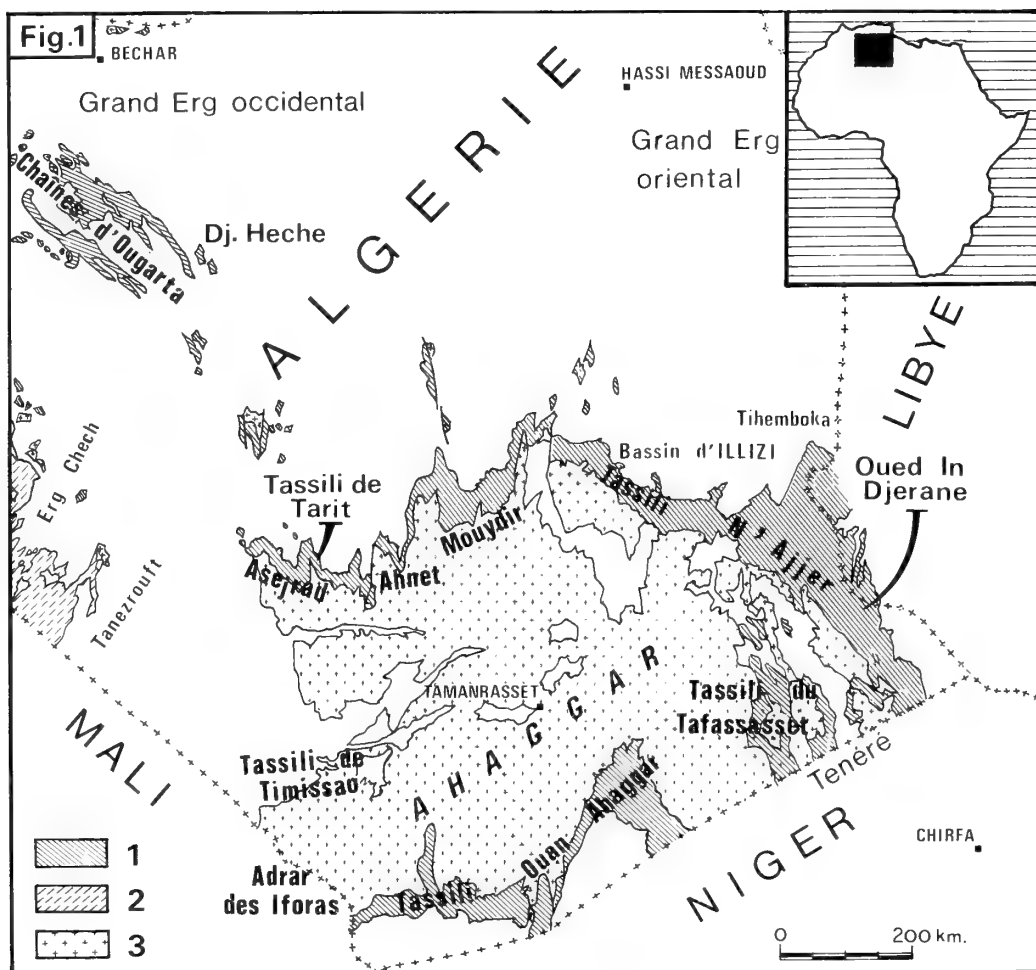 Fig.1
BECHAR
HASSI MESSAOUD
Grand Erg occidental
Grand Erg
oriental
ALGERIE
Chaînes
d'Ougarta
Dj. Heche
LIBYE
Tihemboka
Bassin d'ILLIZI
Oued In
Djerane
Tassili de
Tarit
Erg Chech
Mouydir
Tassili N'Ajjer
Asejrad
Ahnet
Tanezrouft
TAMANRASSET
AHAGGAR
Tassili du
Tafassasset
MALI
Tassili de
Timissao
Tenère
Tassili Ouan Ahaggar
NIGER
CHIRFA
Adrar
des Iforas
1
2
3
0 200 km.